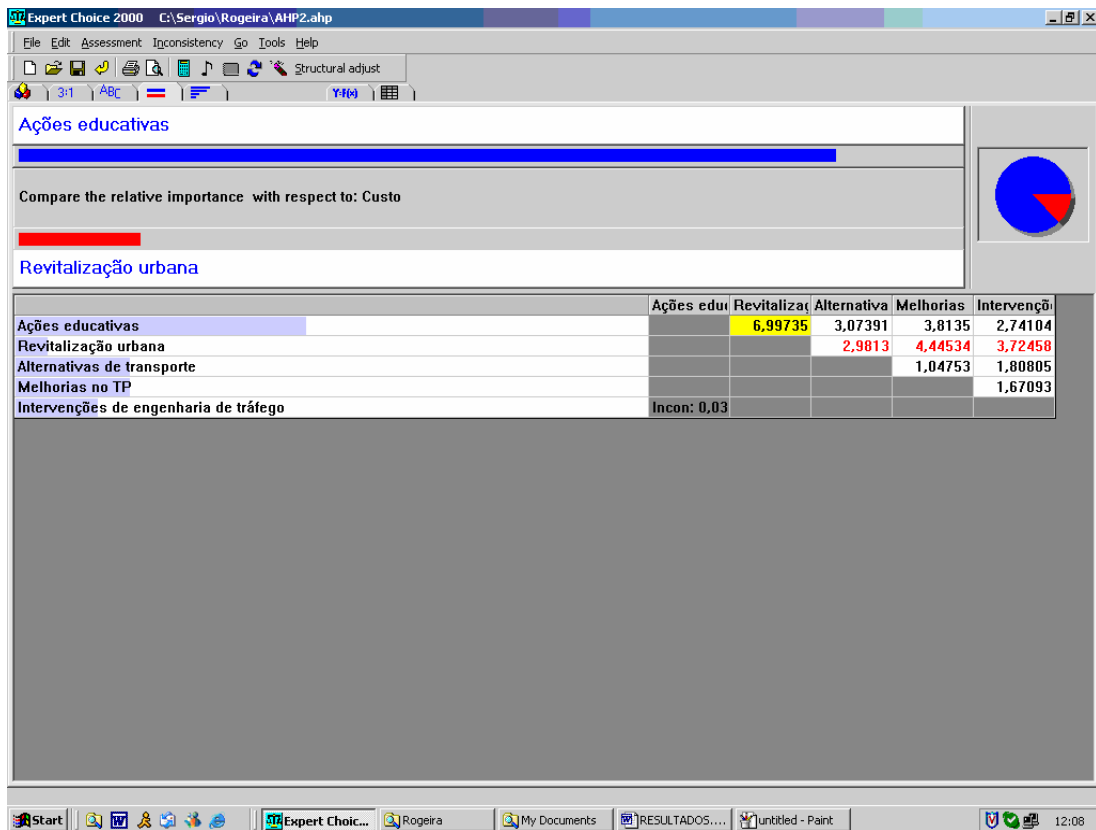 Expert Choice 2000 C:\Sergio\Rogeira\AHP2.ahp
File Edit Assessment Inconsistency Go Tools Help
Structural adjust
3:1 ABC Y=F(x)
Ações educativas
Compare the relative importance with respect to: Custo
Revitalização urbana
Ações educ Revitalizaç Alternativa Melhorias Intervençõ
Ações educativas 6,99735 3,07391 3,8135 2,74104
Revitalização urbana 2,9813 4,44534 3,72458
Alternativas de transporte 1,04753 1,80805
Melhorias no TP 1,67093
Intervenções de engenharia de tráfego Incon: 0,03
Start Expert Choic... Rogeira My Documents RESULTADOS.... untitled - Paint 12:08